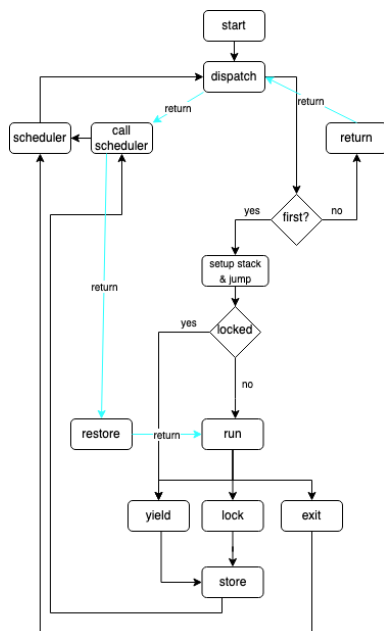 start
dispatch
return
return
scheduler
call
scheduler
return
first?
yes
no
setup stack
& jump
return
yes
locked
no
restore
return
run
yield
lock
exit
store